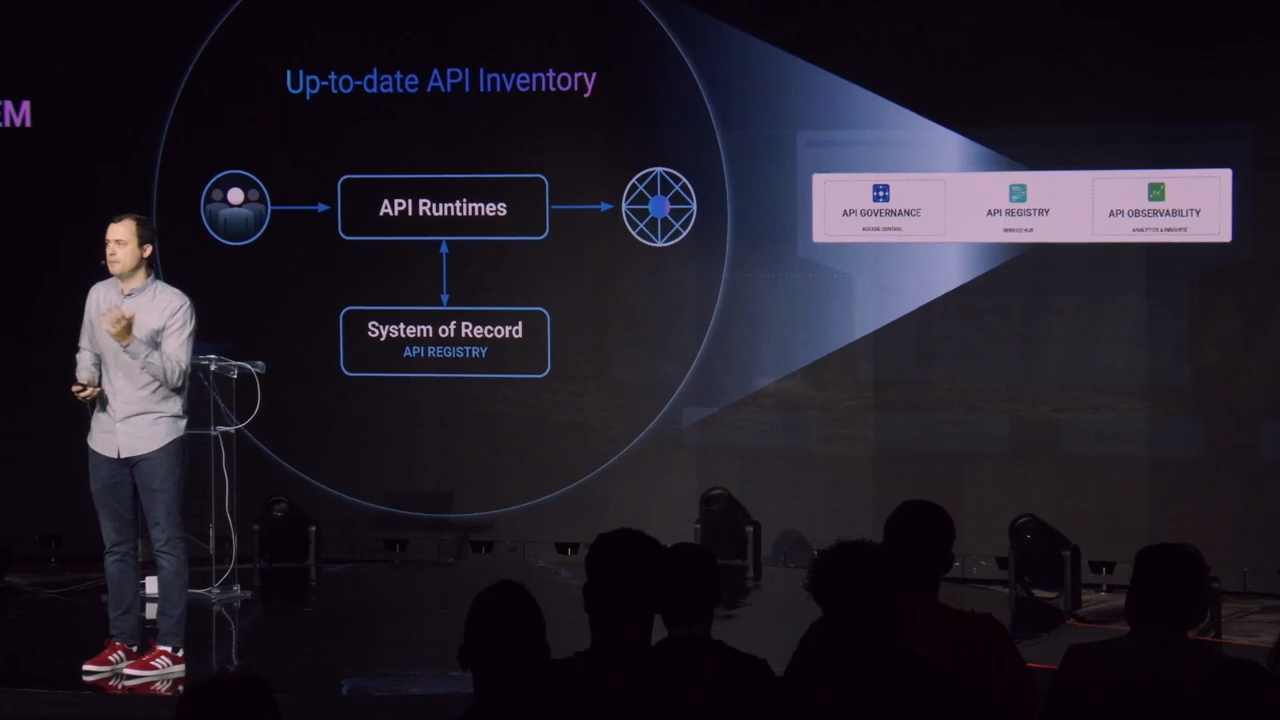 EM
Up-to-date API Inventory
API Runtimes
System of Record
API REGISTRY
API GOVERNANCE
ACCESS CONTROL
API REGISTRY
SERVICE HUB
API OBSERVABILITY
ANALYTICS & INSIGHTS